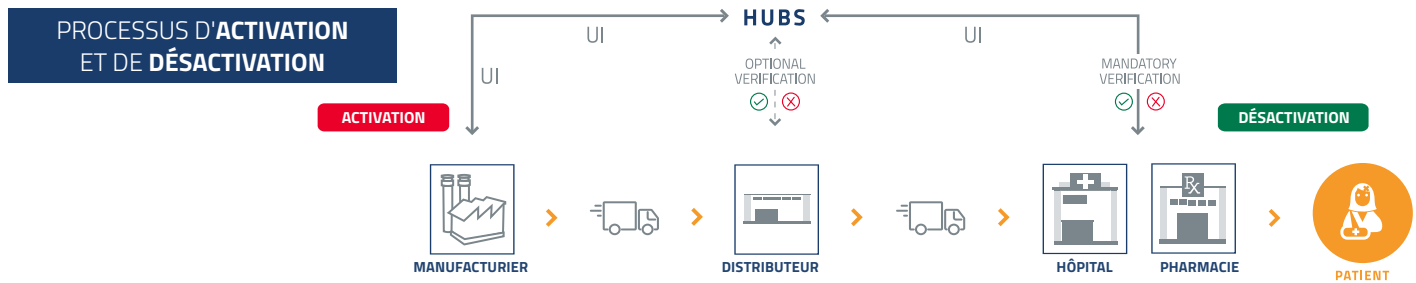 PROCESSUS D'ACTIVATION
ET DE DÉSACTIVATION
HUBS
UI
UI
UI
OPTIONAL
VERIFICATION
MANDATORY
VERIFICATION
ACTIVATION
DÉSACTIVATION
Rx
MANUFACTURIER
DISTRIBUTEUR
HÔPITAL
PHARMACIE
PATIENT